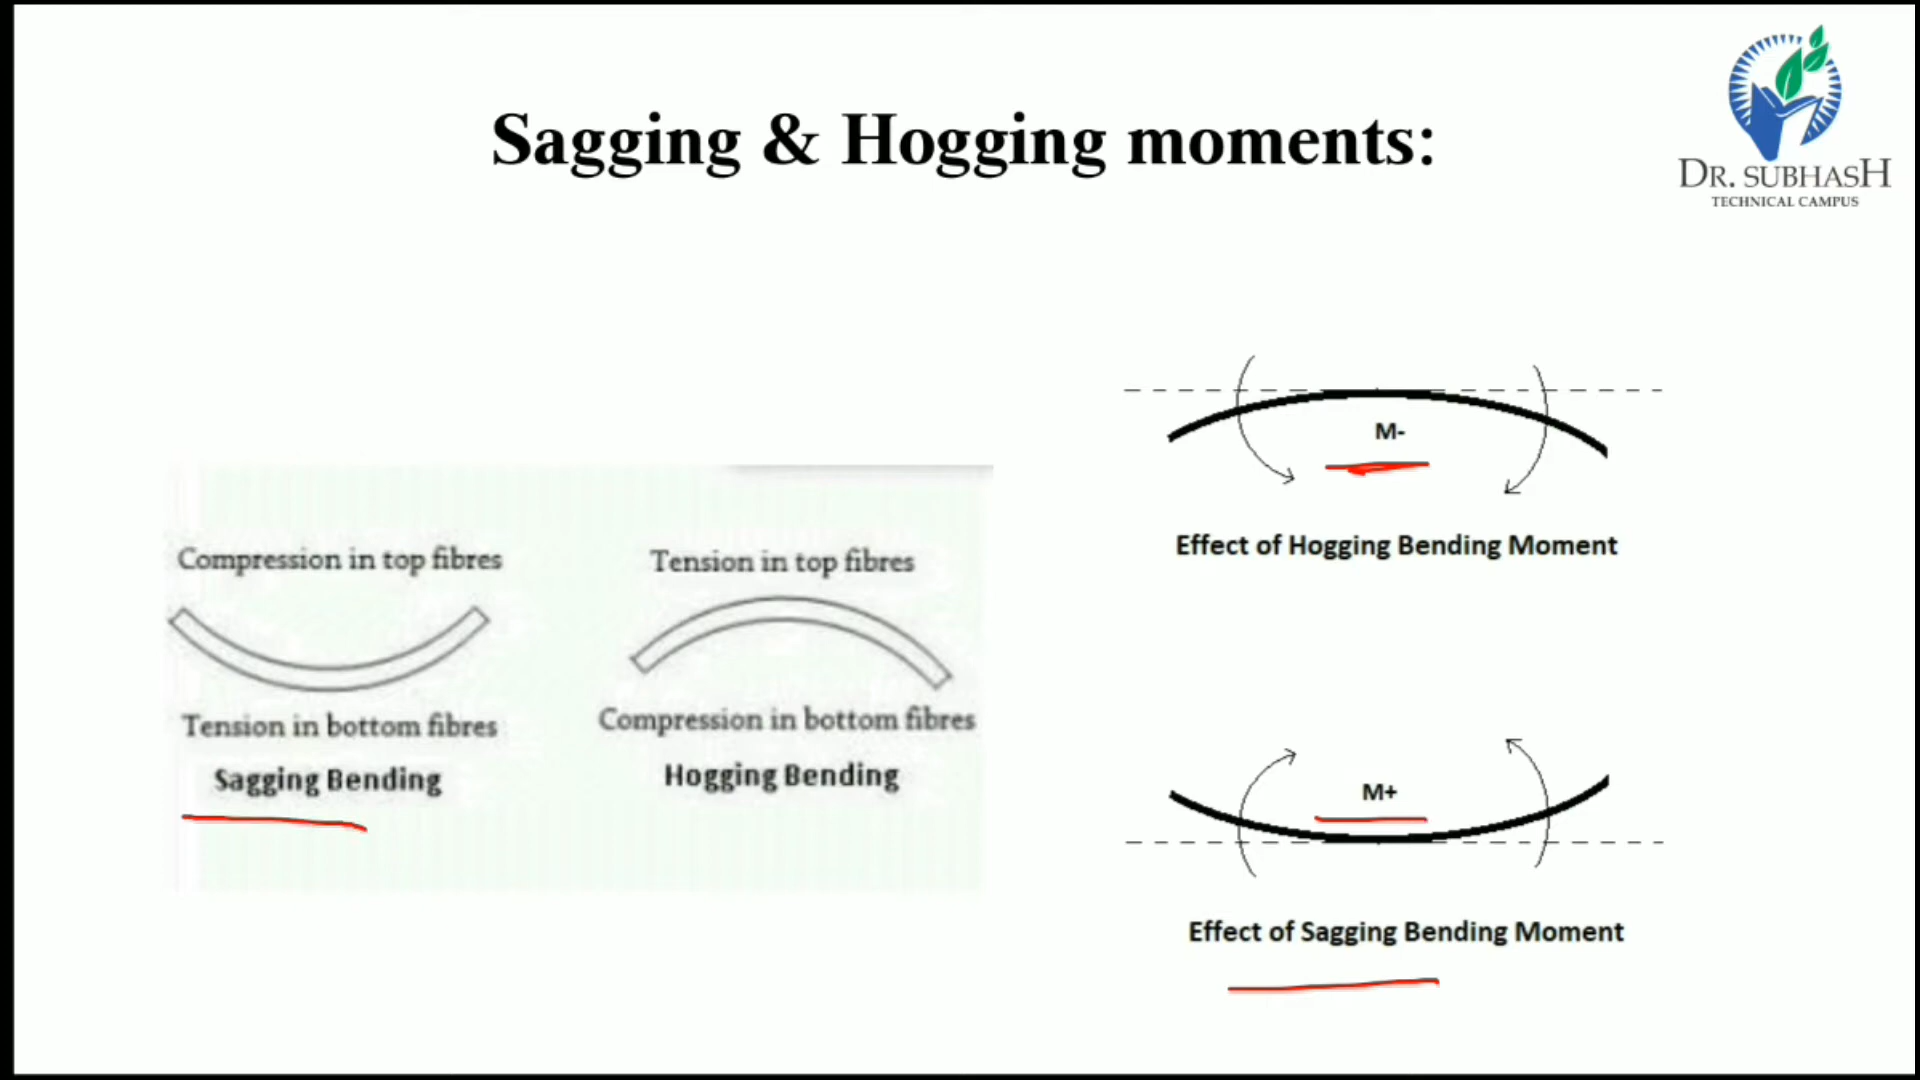 Sagging & Hogging moments:
DR. SUBHASH
TECHNICAL CAMPUS
Compression in top fibres
Tension in bottom fibres
Sagging Bending
Tension in top fibres
Compression in bottom fibres
Hogging Bending
M-
Effect of Hogging Bending Moment
M+
Effect of Sagging Bending Moment